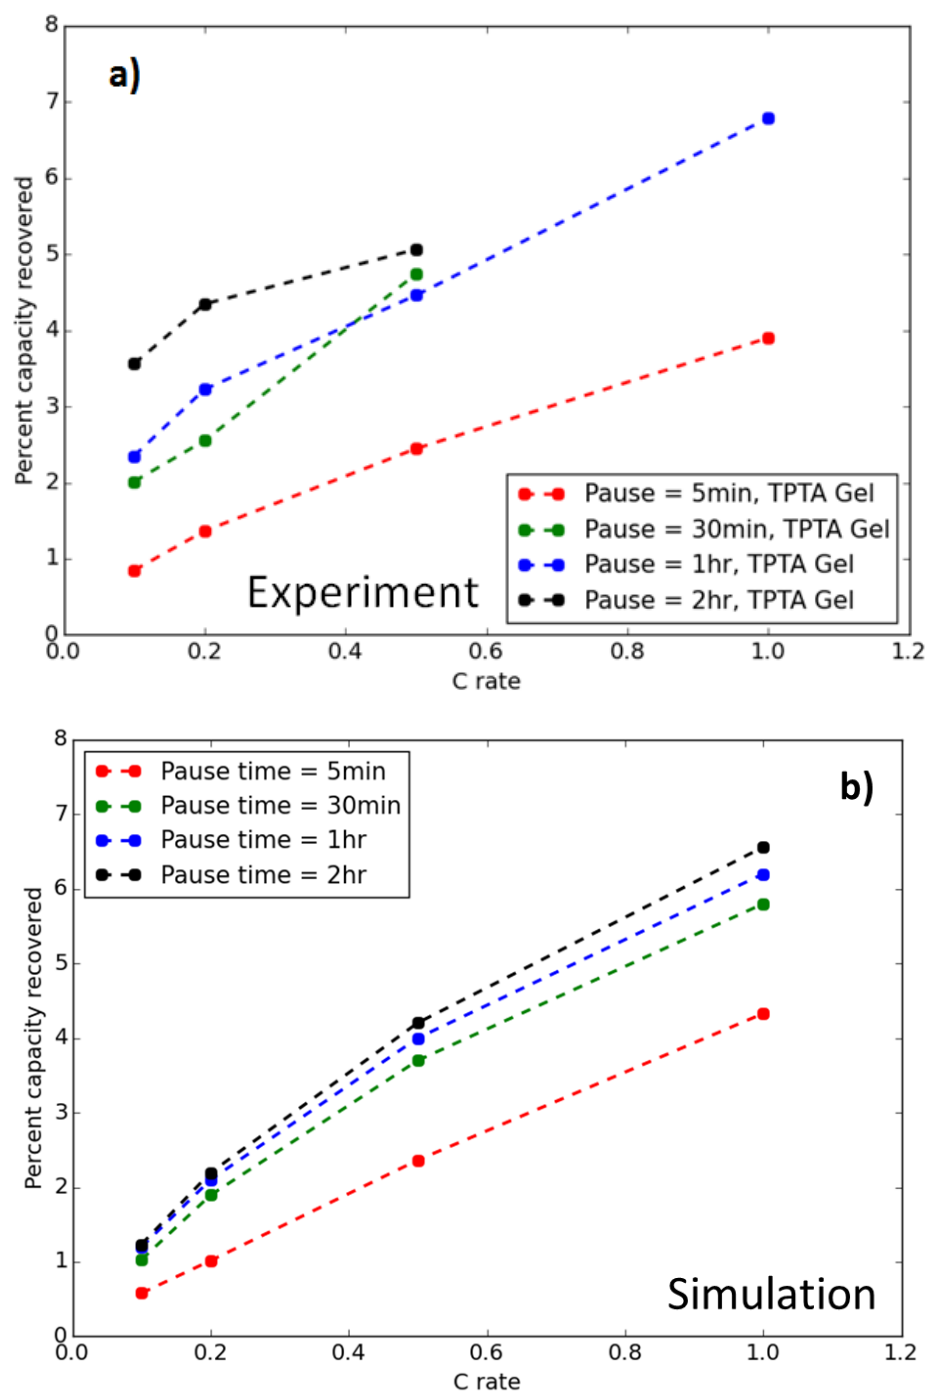 a)
8
7
6
5
4
3
2
1
0
Percent capacity recovered
Experiment
Pause = 5min, TPTA Gel
Pause = 30min, TPTA Gel
Pause = 1hr, TPTA Gel
Pause = 2hr, TPTA Gel
0.0 0.2 0.4 0.6 0.8 1.0 1.2
C rate
b)
8
7
6
5
4
3
2
1
0
Percent capacity recovered
Pause time = 5min
Pause time = 30min
Pause time = 1hr
Pause time = 2hr
Simulation
0.0 0.2 0.4 0.6 0.8 1.0 1.2
C rate